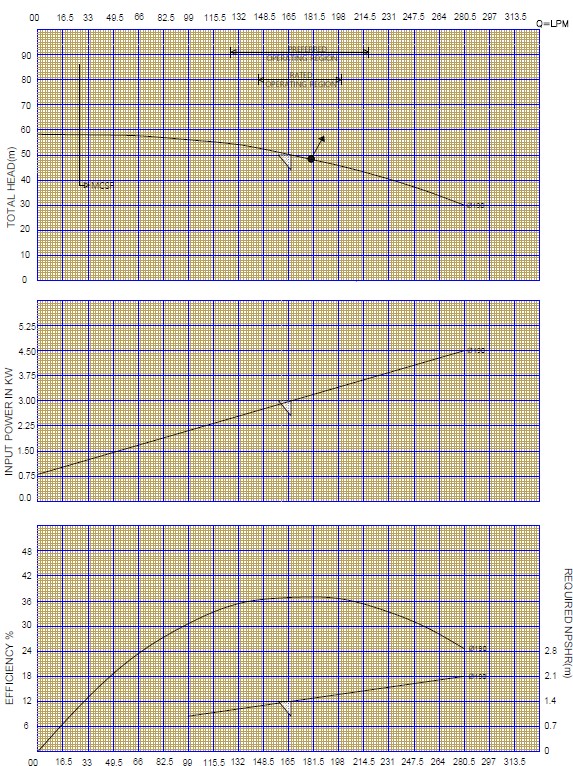 00 16.5 33 49.5 66 82.5 99 115.5 132 148.5 165 181.5 198 214.5 231 247.5 264 280.5 297 313.5
Q=LPM
PREFERRED
OPERATING REGION
RATED
OPERATING REGION
TOTAL HEAD(m)
90
80
70
60
50
40
30
20
10
0
MCSF
INPUT POWER IN KW
5.25
4.50
3.75
3.00
2.25
1.50
0.75
0.0
EFFICIENCY %
48
42
36
30
24
18
12
6
REQUIRED NPSHR(m)
2.8
2.1
1.4
0.7
0
00 16.5 33 49.5 66 82.5 99 115.5 132 148.5 165 181.5 198 214.5 231 247.5 264 280.5 297 313.5